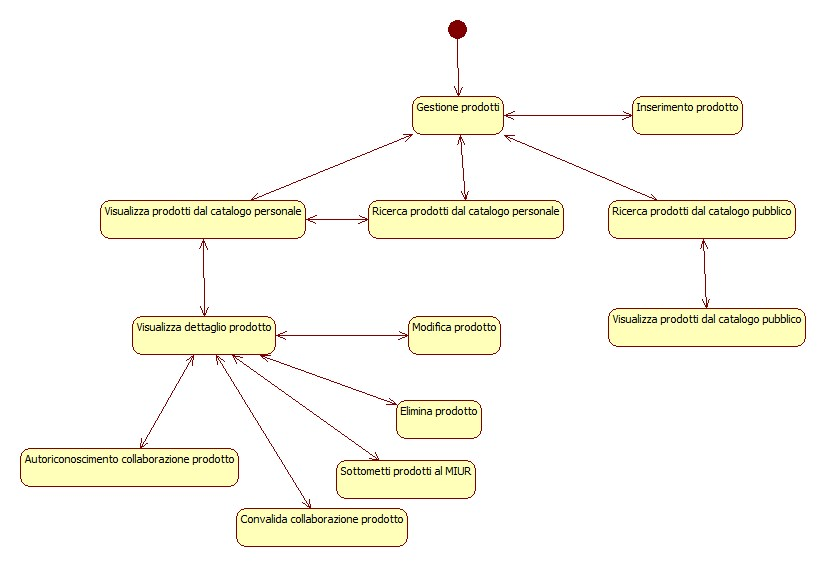 Gestione prodotti
Inserimento prodotto
Visualizza prodotti dal catalogo personale
Ricerca prodotti dal catalogo personale
Ricerca prodotti dal catalogo pubblico
Visualizza dettaglio prodotto
Modifica prodotto
Visualizza prodotti dal catalogo pubblico
Elimina prodotto
Autoriconoscimento collaborazione prodotto
Sottometti prodotti al MIUR
Convalida collaborazione prodotto